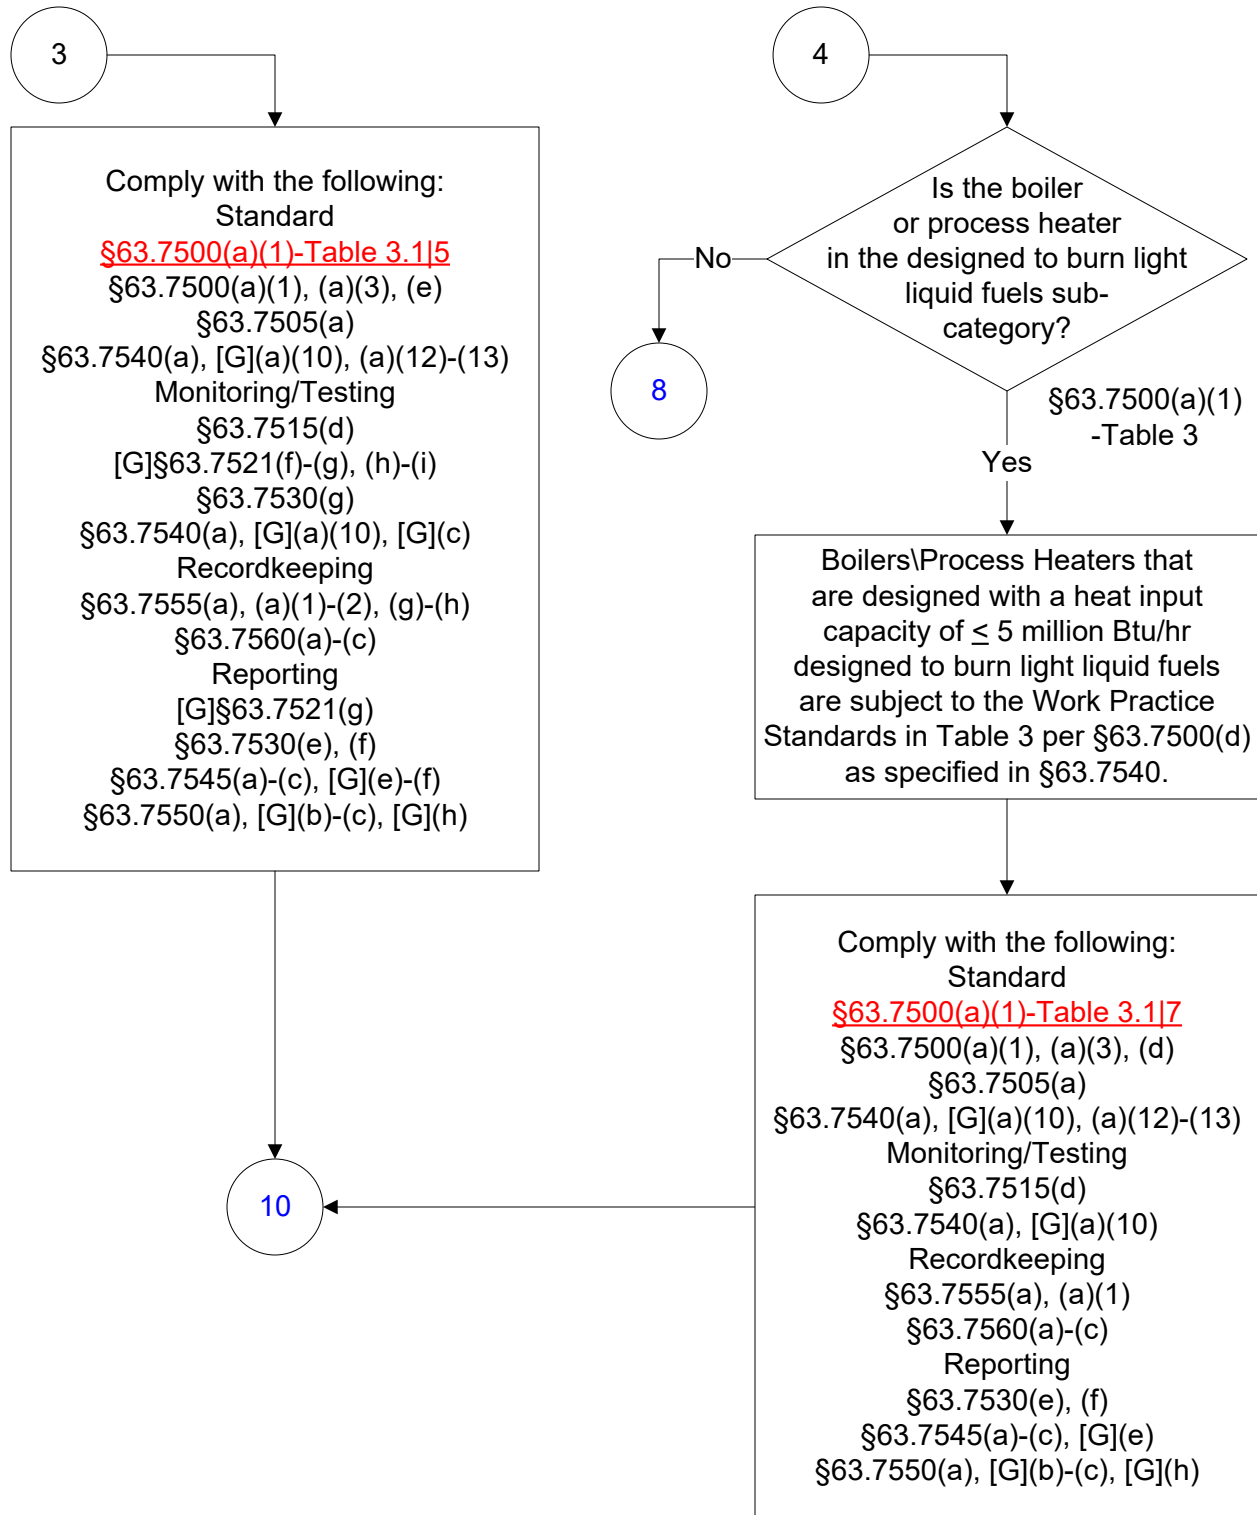 3
Comply with the following:
Standard
§63.7500(a)(1)-Table 3.1|5
§63.7500(a)(1), (a)(3), (e)
§63.7505(a)
§63.7540(a), [G](a)(10), (a)(12)-(13)
Monitoring/Testing
§63.7515(d)
[G]§63.7521(f)-(g), (h)-(i)
§63.7530(g)
§63.7540(a), [G](a)(10), [G](c)
Recordkeeping
§63.7555(a), (a)(1)-(2), (g)-(h)
§63.7560(a)-(c)
Reporting
[G]§63.7521(g)
§63.7530(e), (f)
§63.7545(a)-(c), [G](e)-(f)
§63.7550(a), [G](b)-(c), [G](h)
10
4
Is the boiler
or process heater
in the designed to burn light
liquid fuels sub-
category?
No
8
§63.7500(a)(1)
-Table 3
Yes
Boilers\Process Heaters that
are designed with a heat input
capacity of ≤ 5 million Btu/hr
designed to burn light liquid fuels
are subject to the Work Practice
Standards in Table 3 per §63.7500(d)
as specified in §63.7540.
Comply with the following:
Standard
§63.7500(a)(1)-Table 3.1|7
§63.7500(a)(1), (a)(3), (d)
§63.7505(a)
§63.7540(a), [G](a)(10), (a)(12)-(13)
Monitoring/Testing
§63.7515(d)
§63.7540(a), [G](a)(10)
Recordkeeping
§63.7555(a), (a)(1)
§63.7560(a)-(c)
Reporting
§63.7530(e), (f)
§63.7545(a)-(c), [G](e)
§63.7550(a), [G](b)-(c), [G](h)